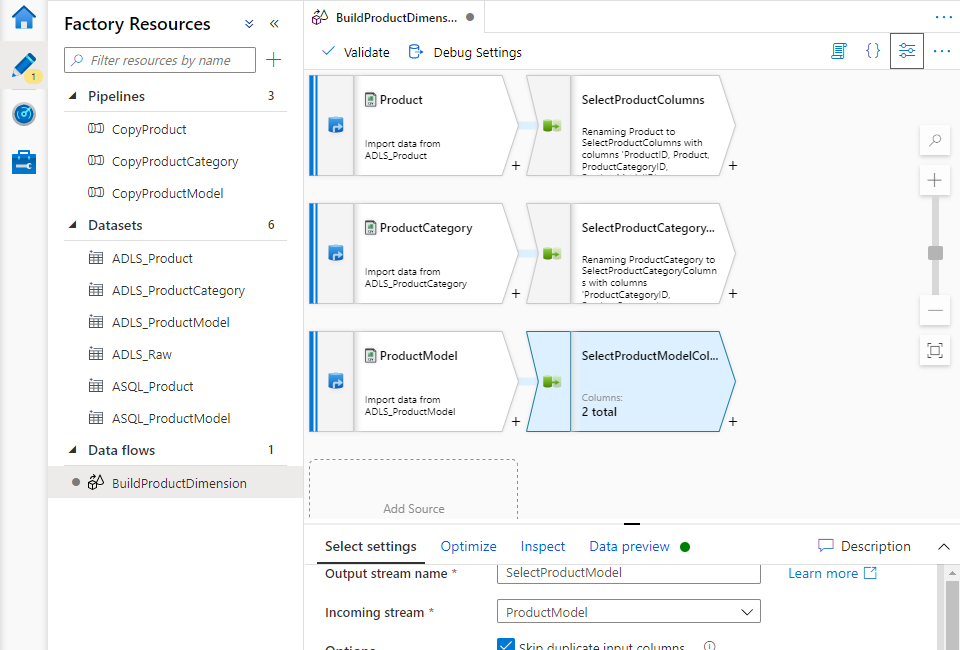 Factory Resources
Filter resources by name
Pipelines 3
CopyProduct
CopyProductCategory
CopyProductModel
Datasets 6
ADLS_Product
ADLS_ProductCategory
ADLS_ProductModel
ADLS_Raw
ASQL_Product
ASQL_ProductModel
Data flows 1
BuildProductDimension
1
BuildProductDimens...
Validate Debug Settings
Product
Import data from
ADLS_Product
+
SelectProductColumns
Renaming Product to
SelectProductColumns with
columns 'ProductID, Product,
ProductCategoryID,
+
ProductCategory
Import data from
ADLS_ProductCategory
+
SelectProductCategory...
Renaming ProductCategory to
SelectProductCategoryColumn
s with columns
'ProductCategoryID,
+
ProductModel
Import data from
ADLS_ProductModel
+
SelectProductModelCol...
Columns:
2 total
+
Add Source
Select settings Optimize Inspect Data preview Description
Output stream name * SelectProductModel Learn more
Incoming stream * ProductModel
Options Skip duplicate input columns